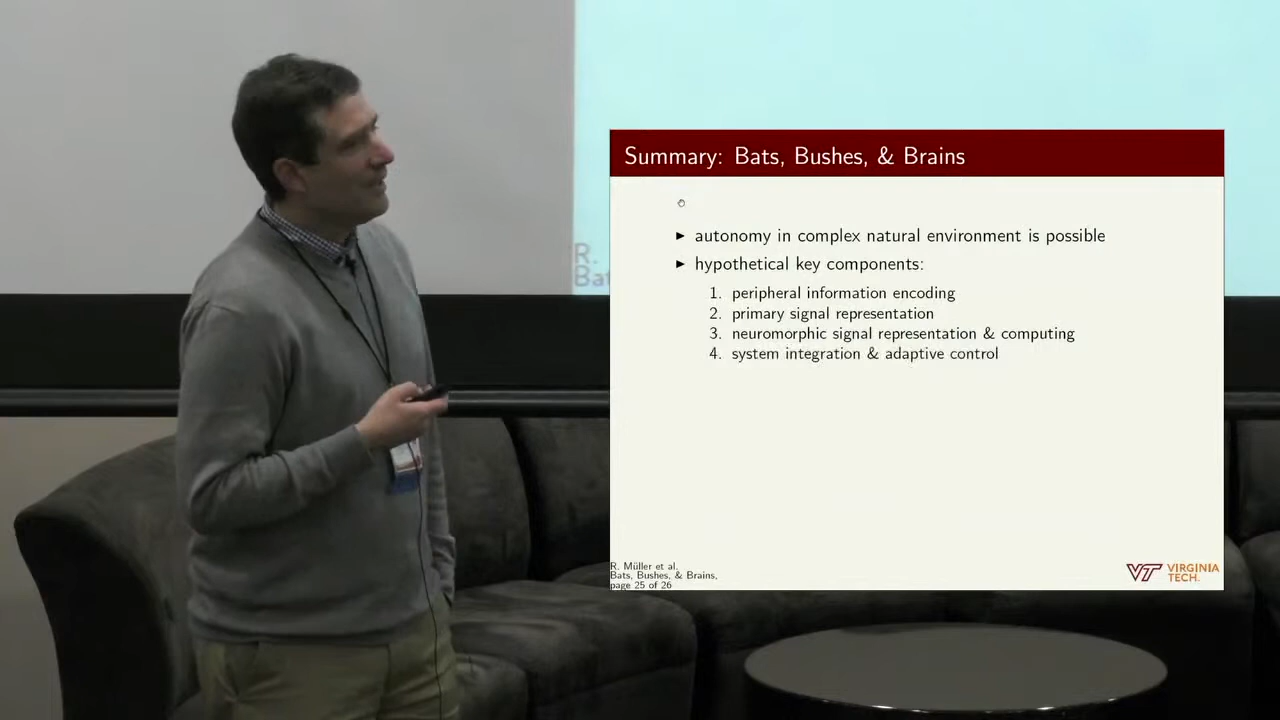 R.
Bat
Summary: Bats, Bushes, & Brains
autonomy in complex natural environment is possible
hypothetical key components:
1. peripheral information encoding
2. primary signal representation
3. neuromorphic signal representation & computing
4. system integration & adaptive control
R. Müller et al.
Bats, Bushes, & Brains,
page 25 of 26
VT VIRGINIA
TECH.